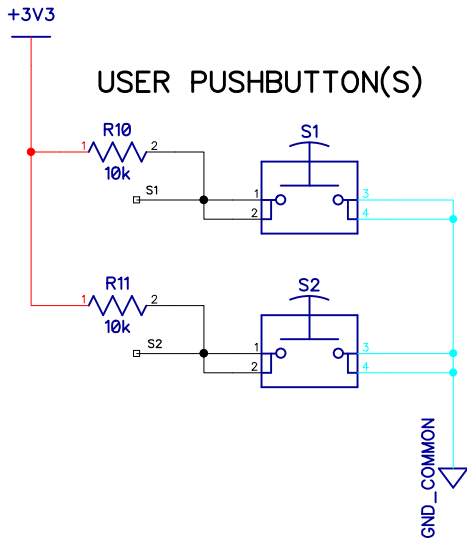 +3V3
USER PUSHBUTTON(S)
R10
1
2
10k
S1
S1
1
2
3
4
R11
1
2
10k
S2
S2
1
2
3
4
GND_COMMON